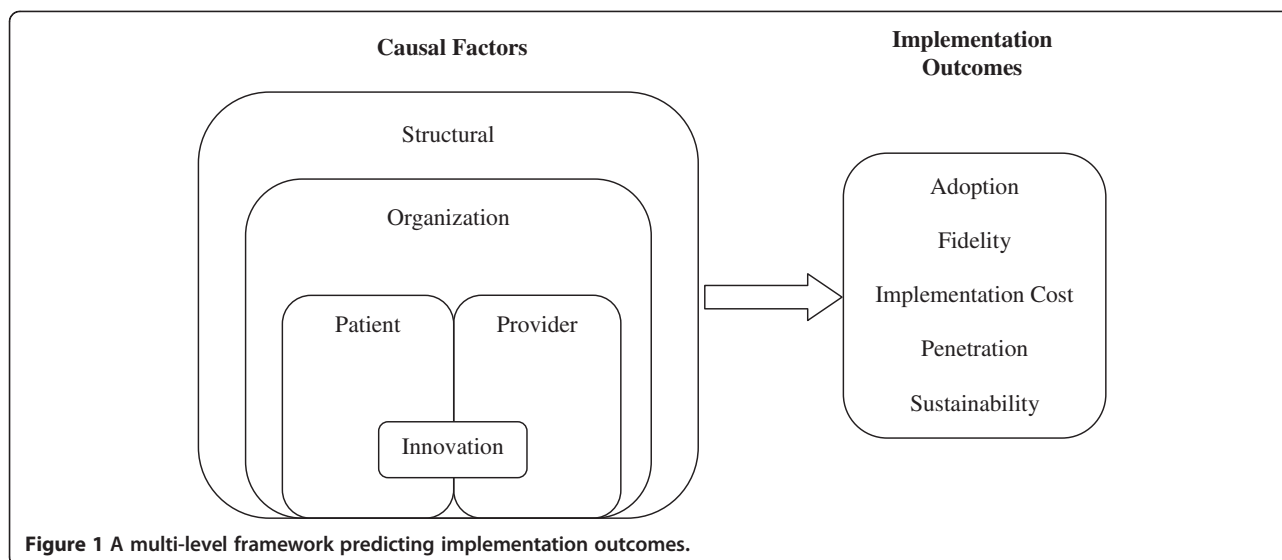 Causal Factors
Implementation
Outcomes
Structural
Organization
Patient
Provider
Innovation
Adoption
Fidelity
Implementation Cost
Penetration
Sustainability
Figure 1 A multi-level framework predicting implementation outcomes.